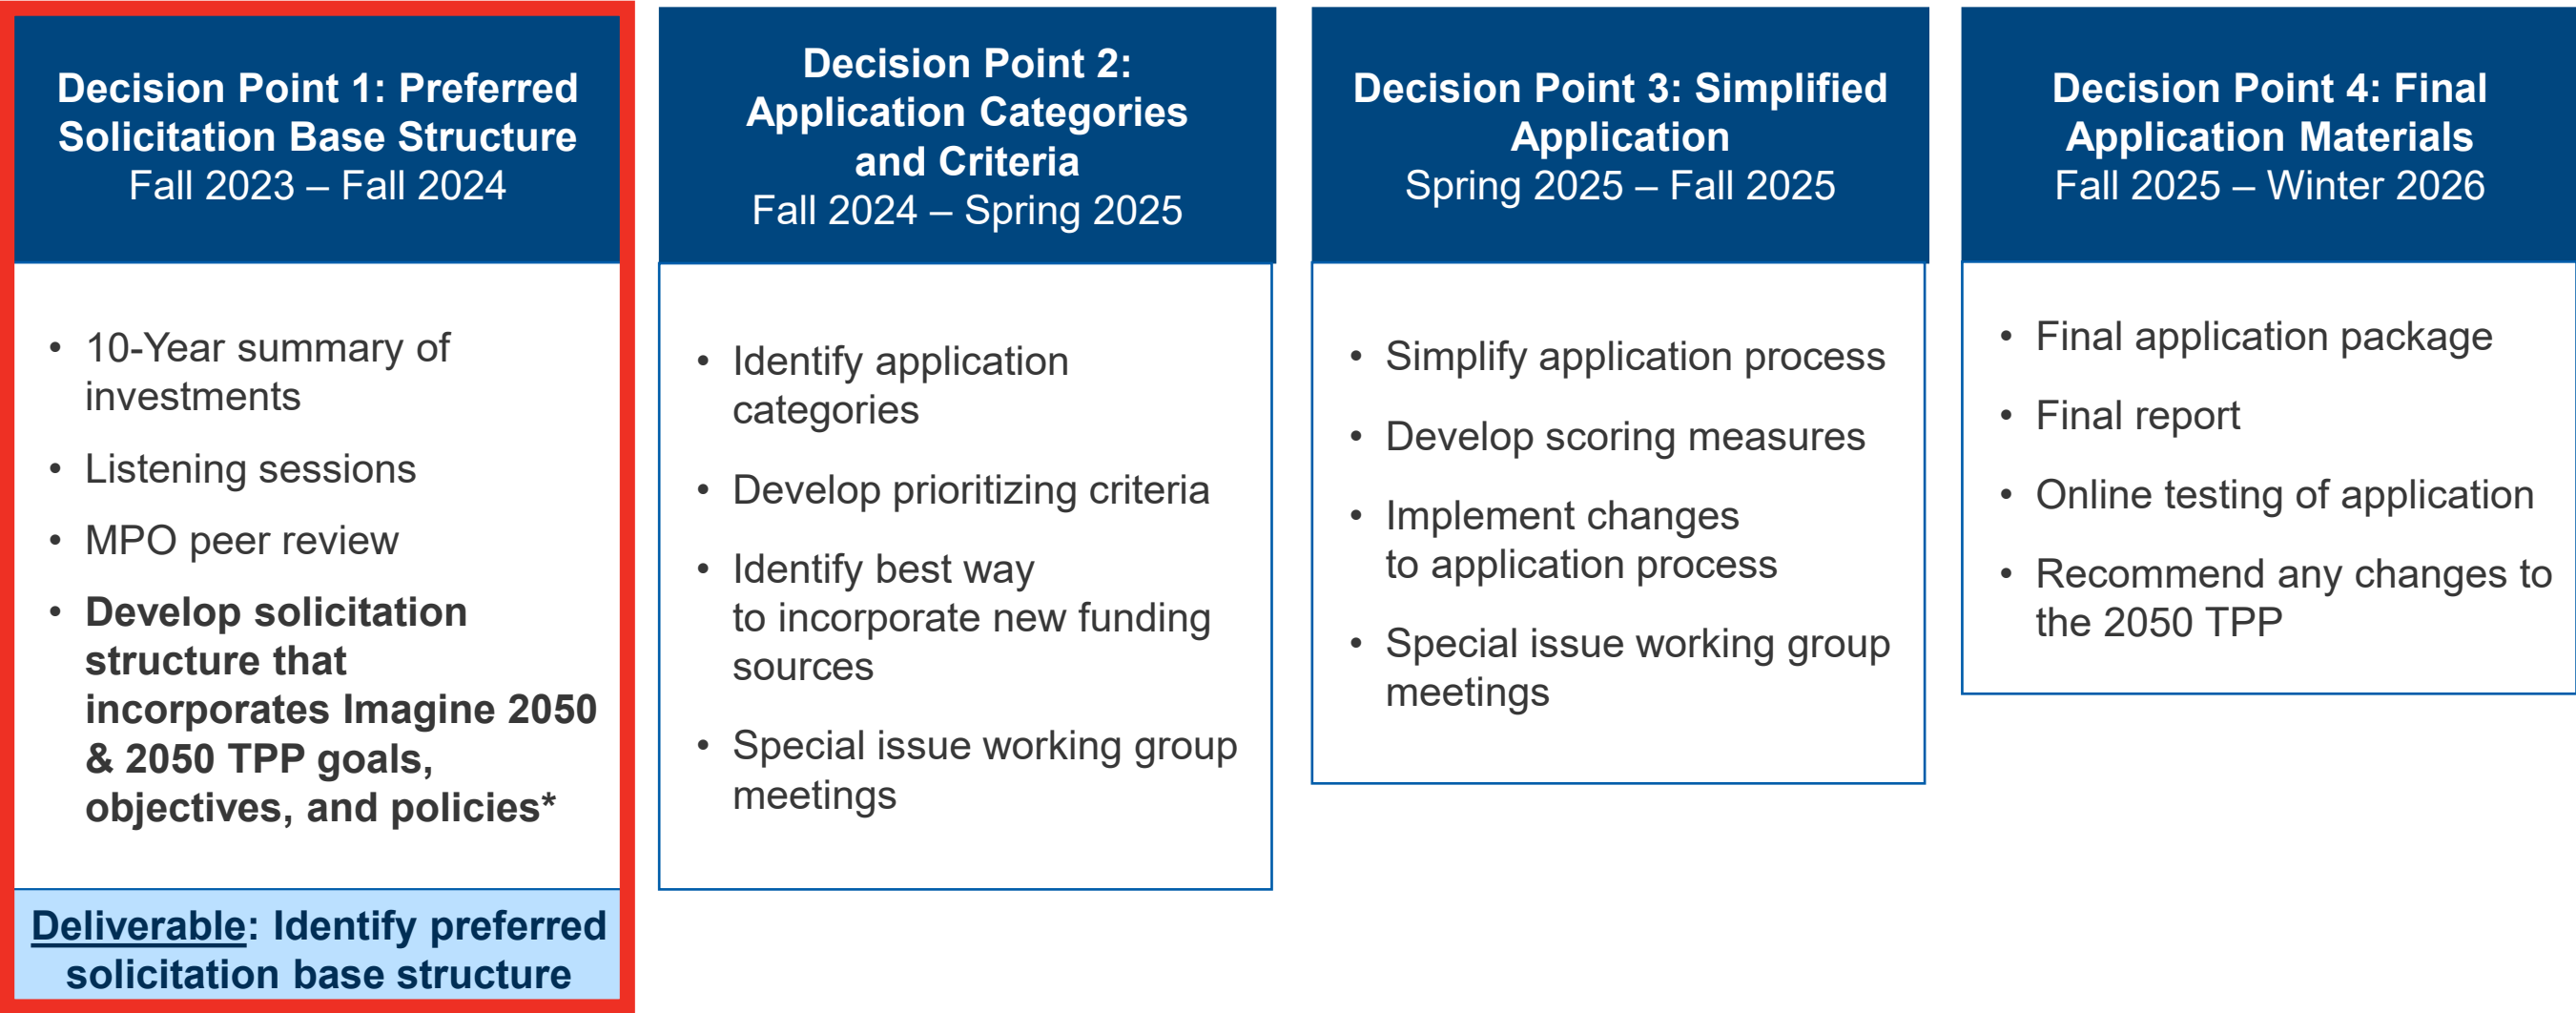 Decision Point 1: Preferred
Solicitation Base Structure
Fall 2023 – Fall 2024
• 10-Year summary of
investments
• Listening sessions
• MPO peer review
• Develop solicitation
structure that
incorporates Imagine 2050
& 2050 TPP goals,
objectives, and policies*
Deliverable: Identify preferred
solicitation base structure
Decision Point 2:
Application Categories
and Criteria
Fall 2024 – Spring 2025
• Identify application
categories
• Develop prioritizing criteria
• Identify best way
to incorporate new funding
sources
• Special issue working group
meetings
Decision Point 3: Simplified
Application
Spring 2025 – Fall 2025
• Simplify application process
• Develop scoring measures
• Implement changes
to application process
• Special issue working group
meetings
Decision Point 4: Final
Application Materials
Fall 2025 – Winter 2026
• Final application package
• Final report
• Online testing of application
• Recommend any changes to
the 2050 TPP